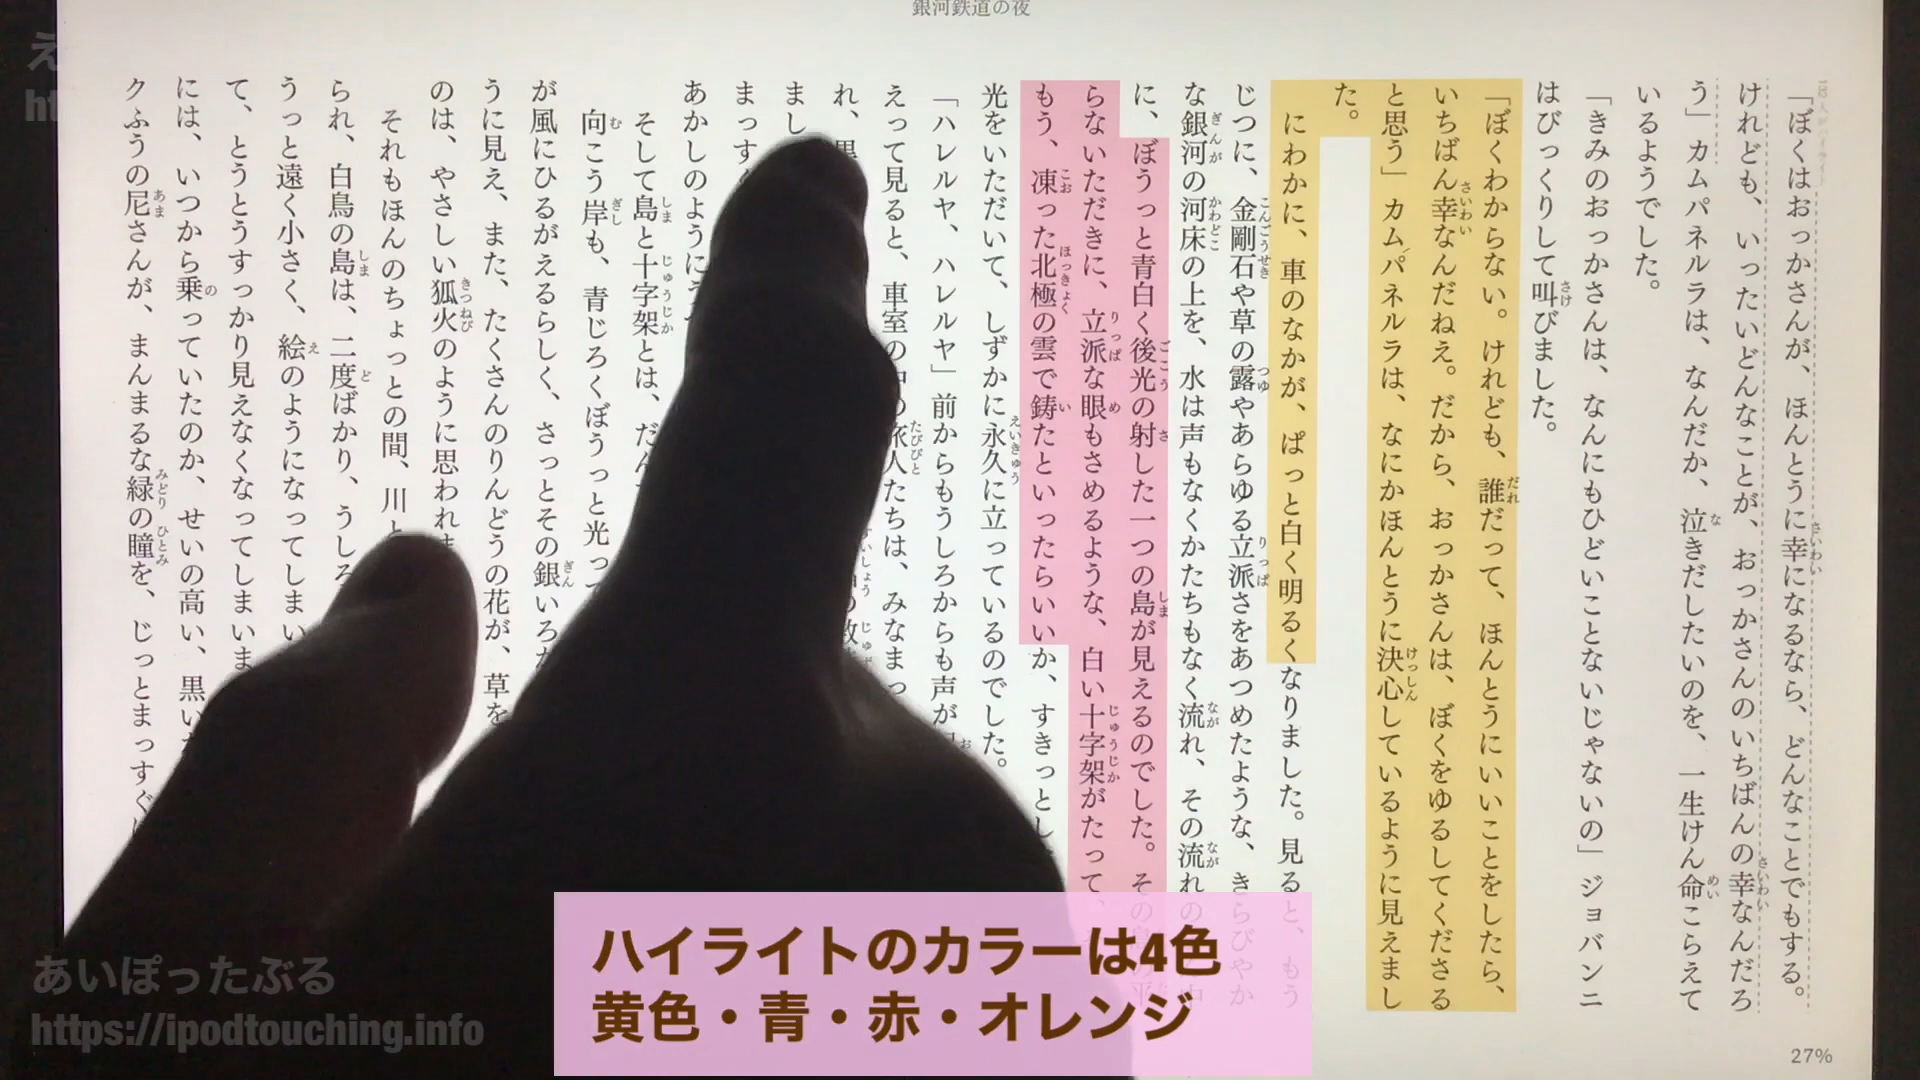 銀河鉄道の夜
「ぼくはおっかさんが、ほんとうに幸になるなら、どんなことでもする。
けれども、いったいどんなことが、おっかさんのいちばんの幸なんだろ
う」カムパネルラは、なんだか、泣きだしたいのを、一生けん命こらえて
いるようでした。
「きみのおっかさんは、なんにもひどいことないじゃないの」ジョバンニ
はびっくりして叫びました。
「ぼくわからない。けれども、誰だって、ほんとうにいいことをしたら、
いちばん幸なんだねえ。だから、おっかさんは、ぼくをゆるしてくださる
と思う」カムパネルラは、なにかほんとうに決心しているように見えまし
た。
にわかに、車のなかが、ぱっと白く明るくなりました。見ると、もう
じつに、金剛石や草の露やあらゆる立派さをあつめたような、きらびやか
な銀河の河床の上を、水は声もなくかたちもなく流れ、その流れの中
に、ぼうっと青白く後光の射した一つの島が見えるのでした。その
らないただきに、立派な眼もさめるような、白い十字架がたって、
もう、凍った北極の雲で鋳たといったらいいか、すきっとし
光をいただいて、しずかに永久に立っているのでした。
「ハレルヤ、ハレルヤ」前からもうしろからも声が
えって見ると、車室の
旅人たちは、みなまっ
れ、黒
まし
まっす
あかしのように
そして島と十字架とは、だん
向こう岸も、青じろくぼうっと光って
が風にひるがえるらしく、さっとその銀いろ
うに見え、また、たくさんのりんどうの花が、草を
のは、やさしい狐火のように思われ
それもほんのちょっとの間、川と
られ、白鳥の島は、二度ばかり、うしろ
うっと遠く小さく、絵のようになってしまい
て、とうとうすっかり見えなくなってしまいま
には、いつから乗っていたのか、せいの高い、黒い
クふうの尼さんが、まんまるな緑の瞳を、じっとまっすぐ
ハイライトのカラーは4色
黄色・青・赤・オレンジ
あいぽったぶる
https://ipodtouching.info
27%